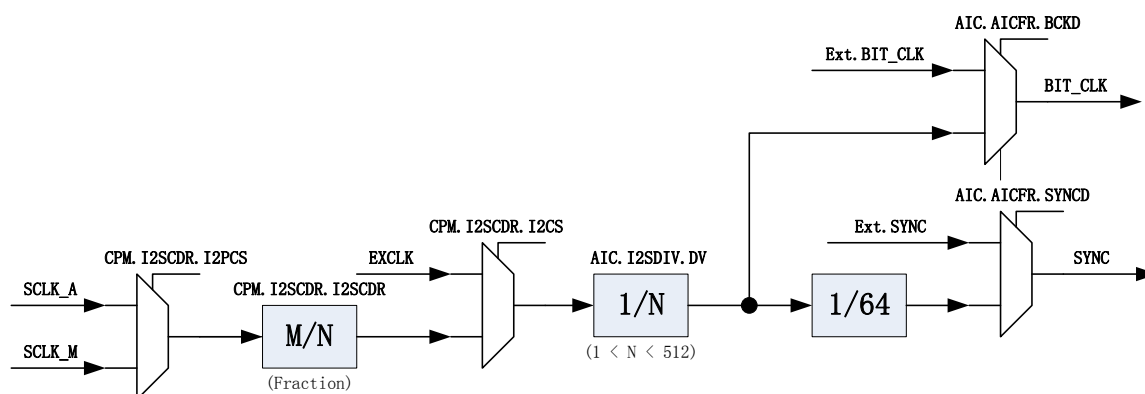 AIC.AICFR.BCKD
Ext.BIT_CLK
BIT_CLK
AIC.AICFR.SYNCD
Ext.SYNC
SYNC
CPM.I2SCDR.I2CS
CPM.I2SCDR.I2PCS
EXCLK
AIC.I2SDIV.DV
SCLK_A
CPM.I2SCDR.I2SCDR
M/N
1/N
1/64
SCLK_M
(1 < N < 512)
(Fraction)